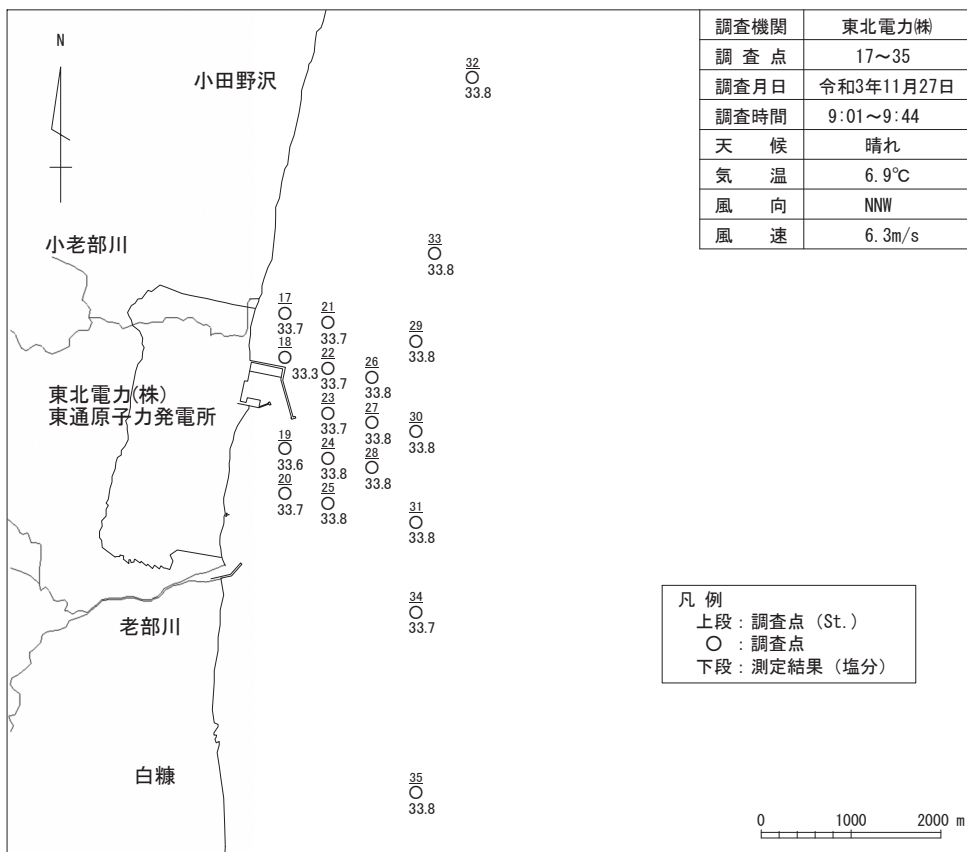 調査機関 東北電力㈱
調査点 17～35
調査月日 令和3年11月27日
調査時間 9:01～9:44
天候 晴れ
気温 6.9℃
風向 NNW
風速 6.3m/s
N
小田野沢
32
33.8
小老部川
33
33.8
17
33.7
21
33.7
18
33.3
29
33.8
22
33.7
26
33.8
東北電力(株)
東通原子力発電所
23
33.7
27
33.8
30
33.8
19
33.6
24
33.8
28
33.8
20
33.7
25
33.8
31
33.8
34
33.7
老部川
凡例
上段：調査点（St.）
○：調査点
下段：測定結果（塩分）
白糠
35
33.8
0 1000 2000 m